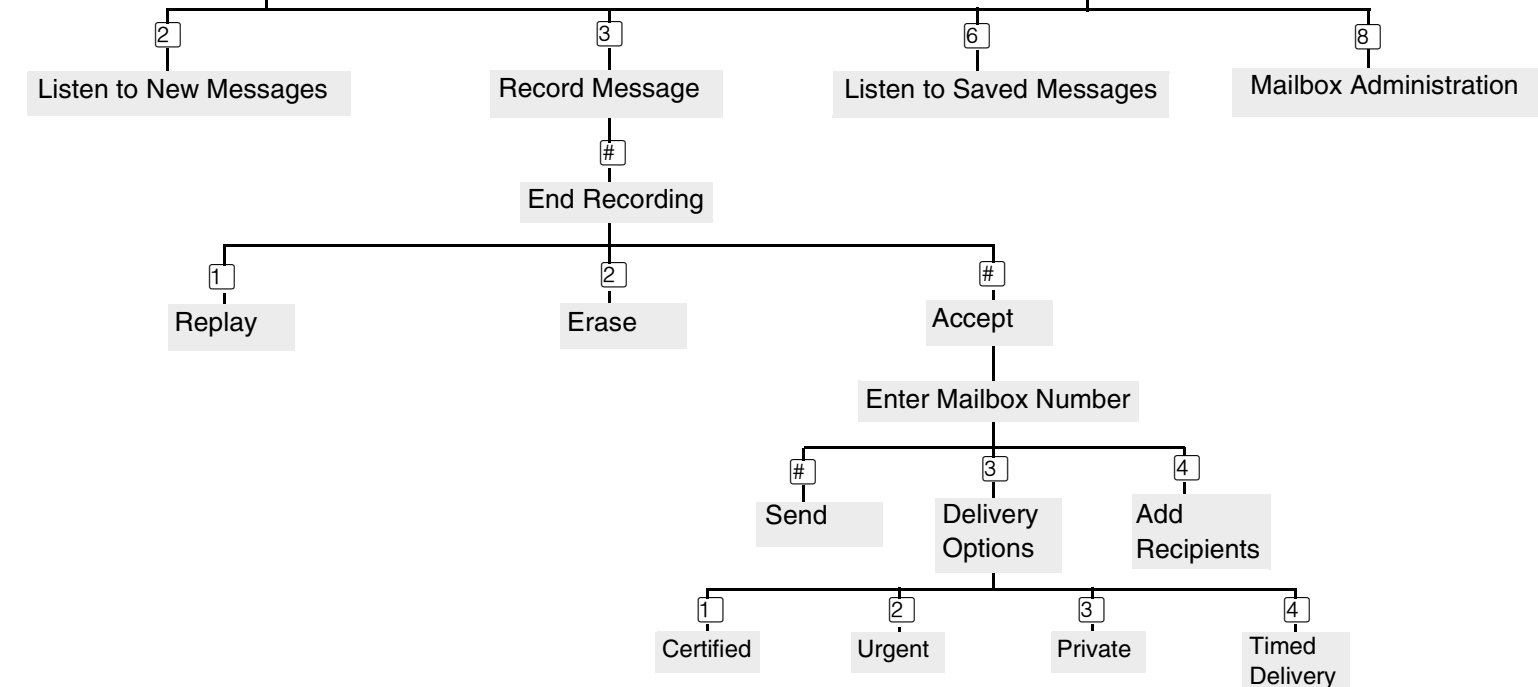 2 3 6 8
Listen to New Messages Record Message Listen to Saved Messages Mailbox Administration
#
End Recording
1 2 #
Replay Erase Accept
Enter Mailbox Number
# 3 4
Send Delivery Options Add Recipients
1 2 3 4
Certified Urgent Private Timed Delivery